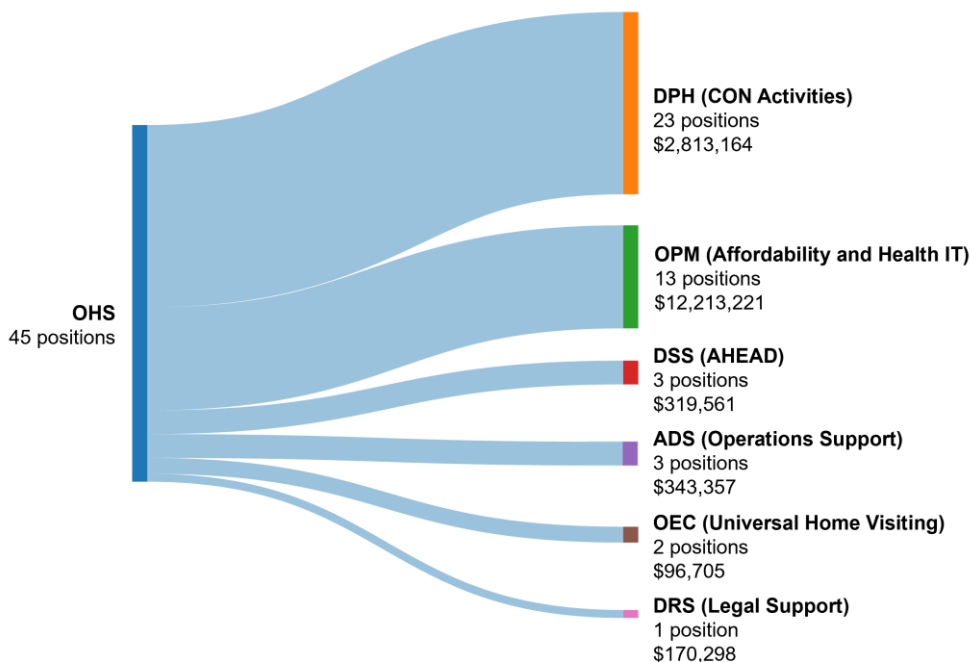 OHS
45 positions
DPH (CON Activities)
23 positions
$2,813,164
OPM (Affordability and Health IT)
13 positions
$12,213,221
DSS (AHEAD)
3 positions
$319,561
ADS (Operations Support)
3 positions
$343,357
OEC (Universal Home Visiting)
2 positions
$96,705
DRS (Legal Support)
1 position
$170,298